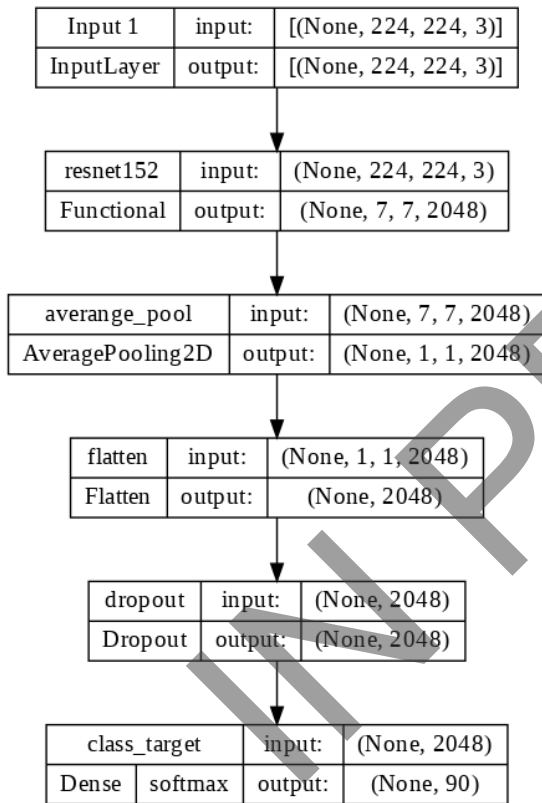 Input 1 input: [(None, 224, 224, 3)]
InputLayer output: [(None, 224, 224, 3)]
resnet152 input: (None, 224, 224, 3)
Functional output: (None, 7, 7, 2048)
averange_pool input: (None, 7, 7, 2048)
AveragePooling2D output: (None, 1, 1, 2048)
flatten input: (None, 1, 1, 2048)
Flatten output: (None, 2048)
dropout input: (None, 2048)
Dropout output: (None, 2048)
class_target input: (None, 2048)
Dense softmax output: (None, 90)
IN